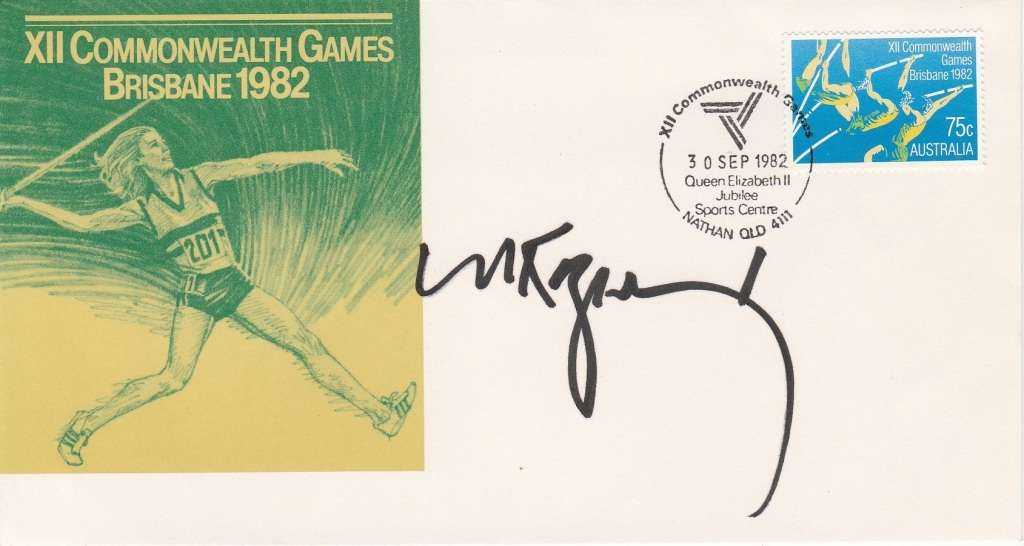 XII COMMONWEALTH GAMES
BRISBANE 1982
201
XII Commonwealth Games
30 SEP 1982
Queen Elizabeth II
Jubilee
Sports Centre
NATHAN QLD 4111
XII Commonwealth
Games
Brisbane 1982
75c
AUSTRALIA